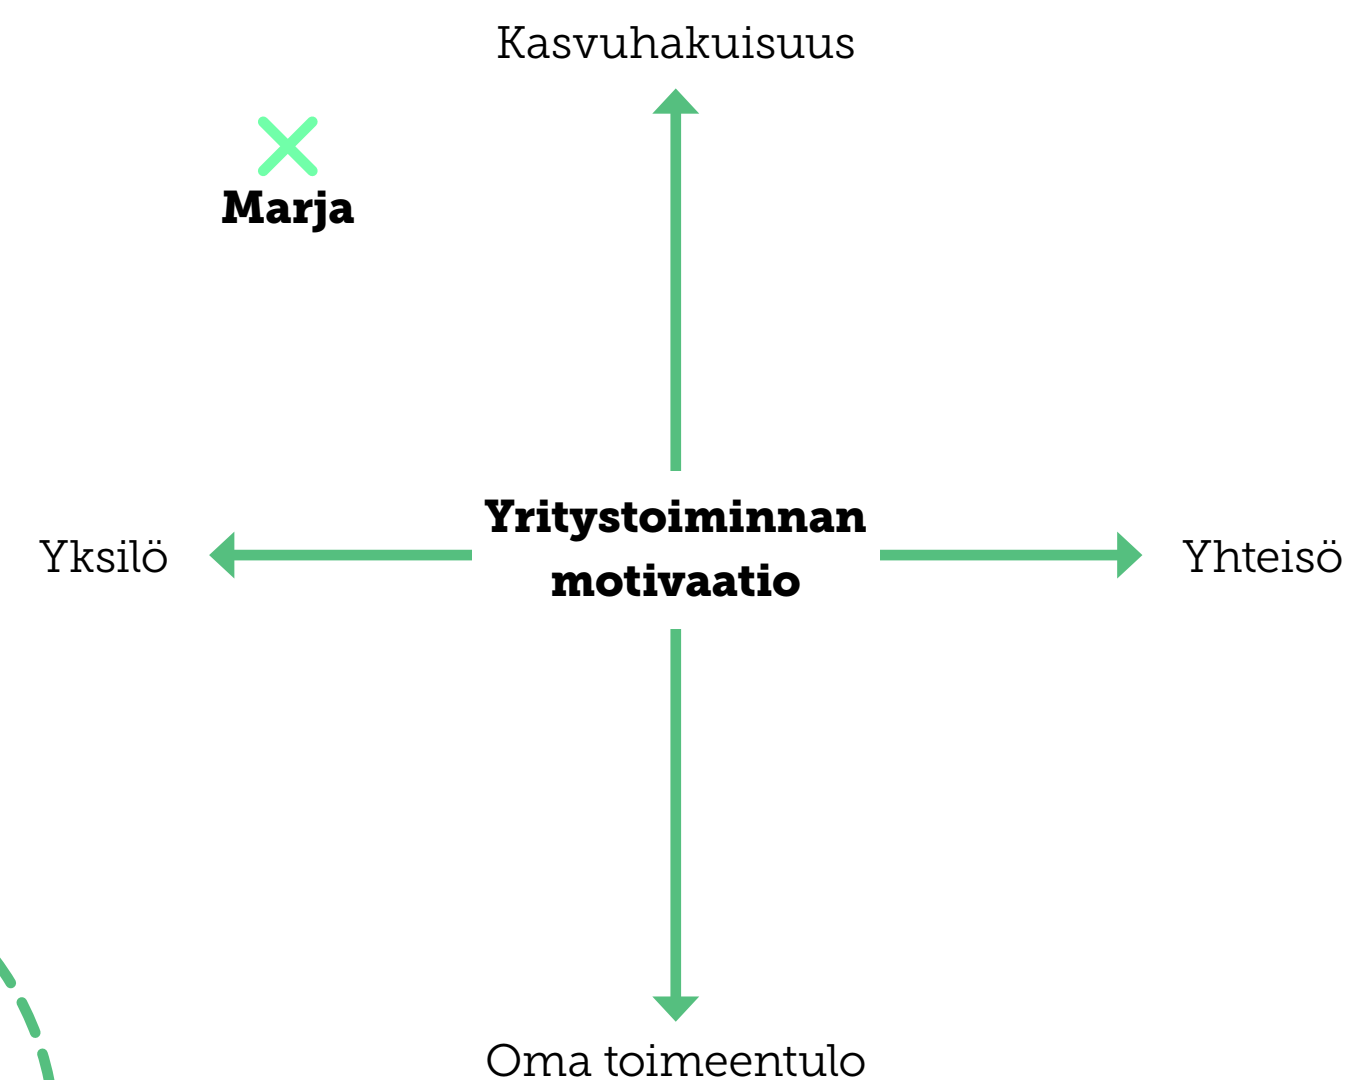 Kasvuhakuisuus
Marja
Yritystoiminnan
motivaatio
Yksilö
Yhteisö
Oma toimeentulo